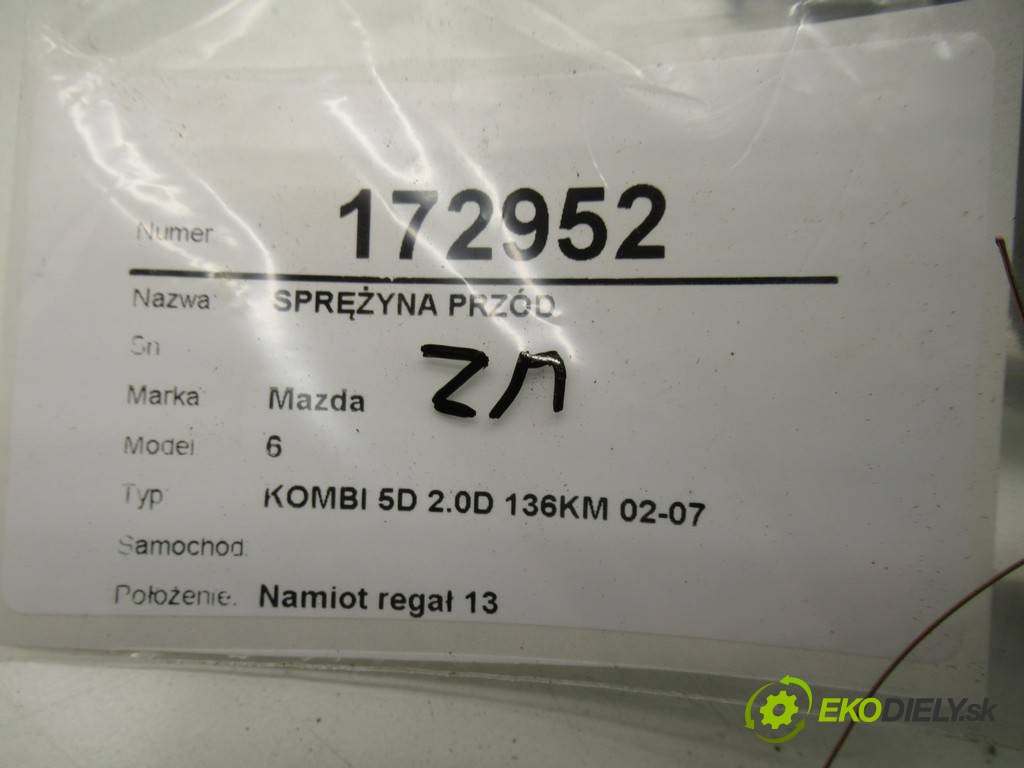 Numer 172952
Nazwa: SPRĘŻYNA PRZÓD
Sn
Marka Mazda
Model 6
Typ KOMBI 5D 2.0D 136KM 02-07
Samochod:
Położenie: Namiot regał 13
EKODIELY.sk